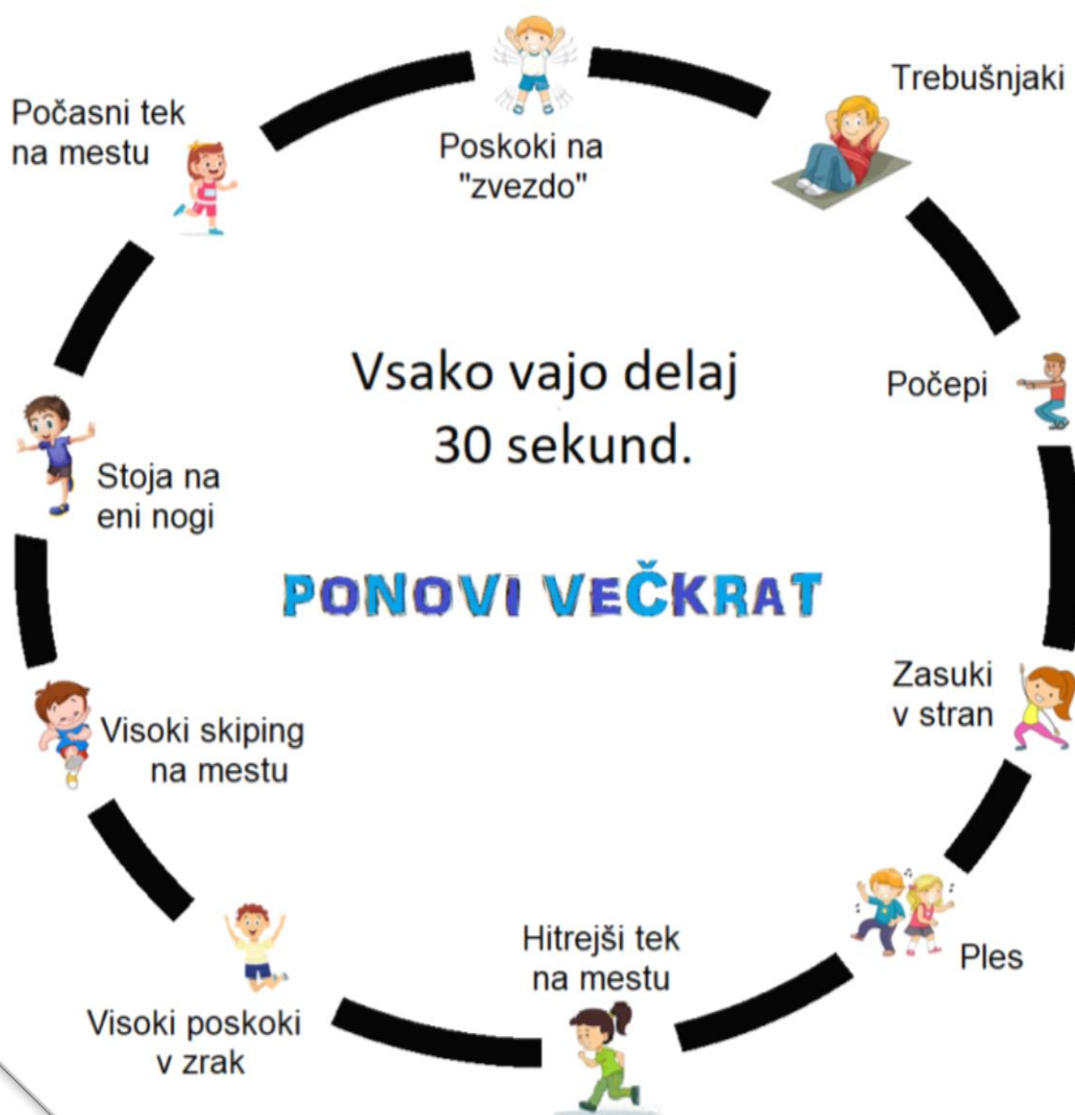 Poskoki na
"zvezdo"
Trebušnjaki
Počepi
Zasuki
v stran
Ples
Hitrejši tek
na mestu
Visoki poskoki
v zrak
Visoki skiping
na mestu
Stoja na
eni nogi
Počasni tek
na mestu
Vsako vajo delaj
30 sekund.
PONOVI VEČKRAT